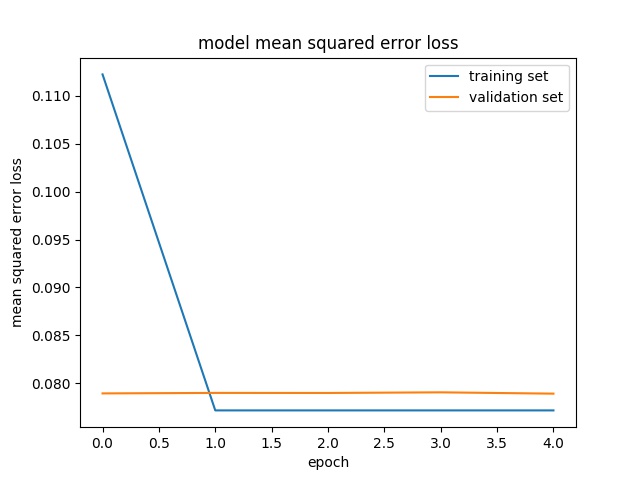 model mean squared error loss
training set
validation set
0.110
0.105
0.100
0.095
0.090
0.085
0.080
mean squared error loss
0.0 0.5 1.0 1.5 2.0 2.5 3.0 3.5 4.0
epoch